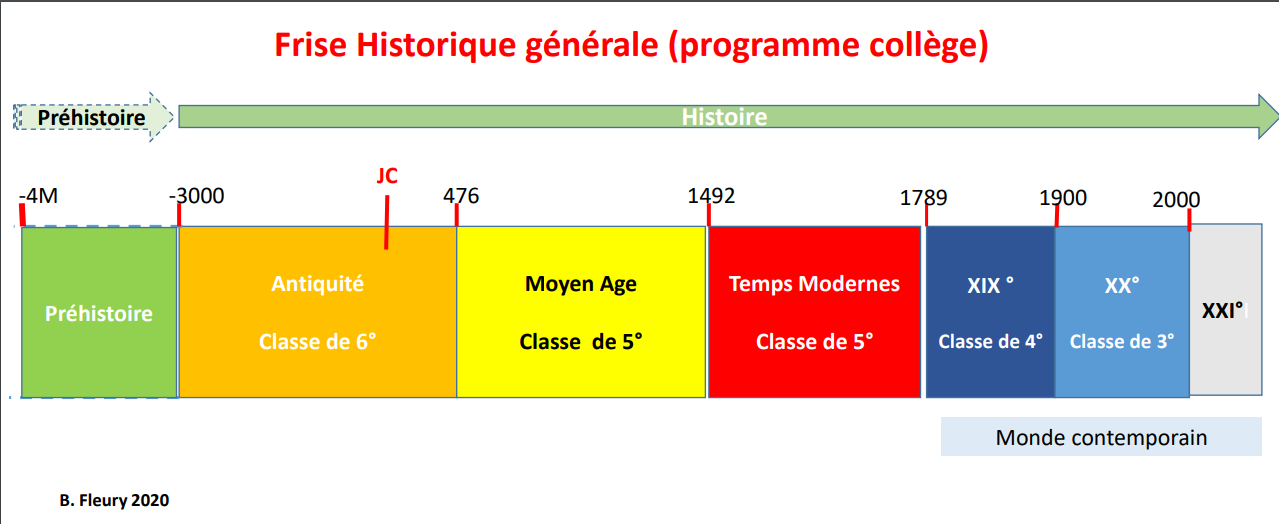 Frise Historique générale (programme collège)
Préhistoire
Histoire
JC
-4M
-3000
476
1492
1789
1900
2000
Préhistoire
Antiquité
Classe de 6°
Moyen Age
Classe de 5°
Temps Modernes
Classe de 5°
XIX °
Classe de 4°
XX°
Classe de 3°
XXI°
Monde contemporain
B. Fleury 2020